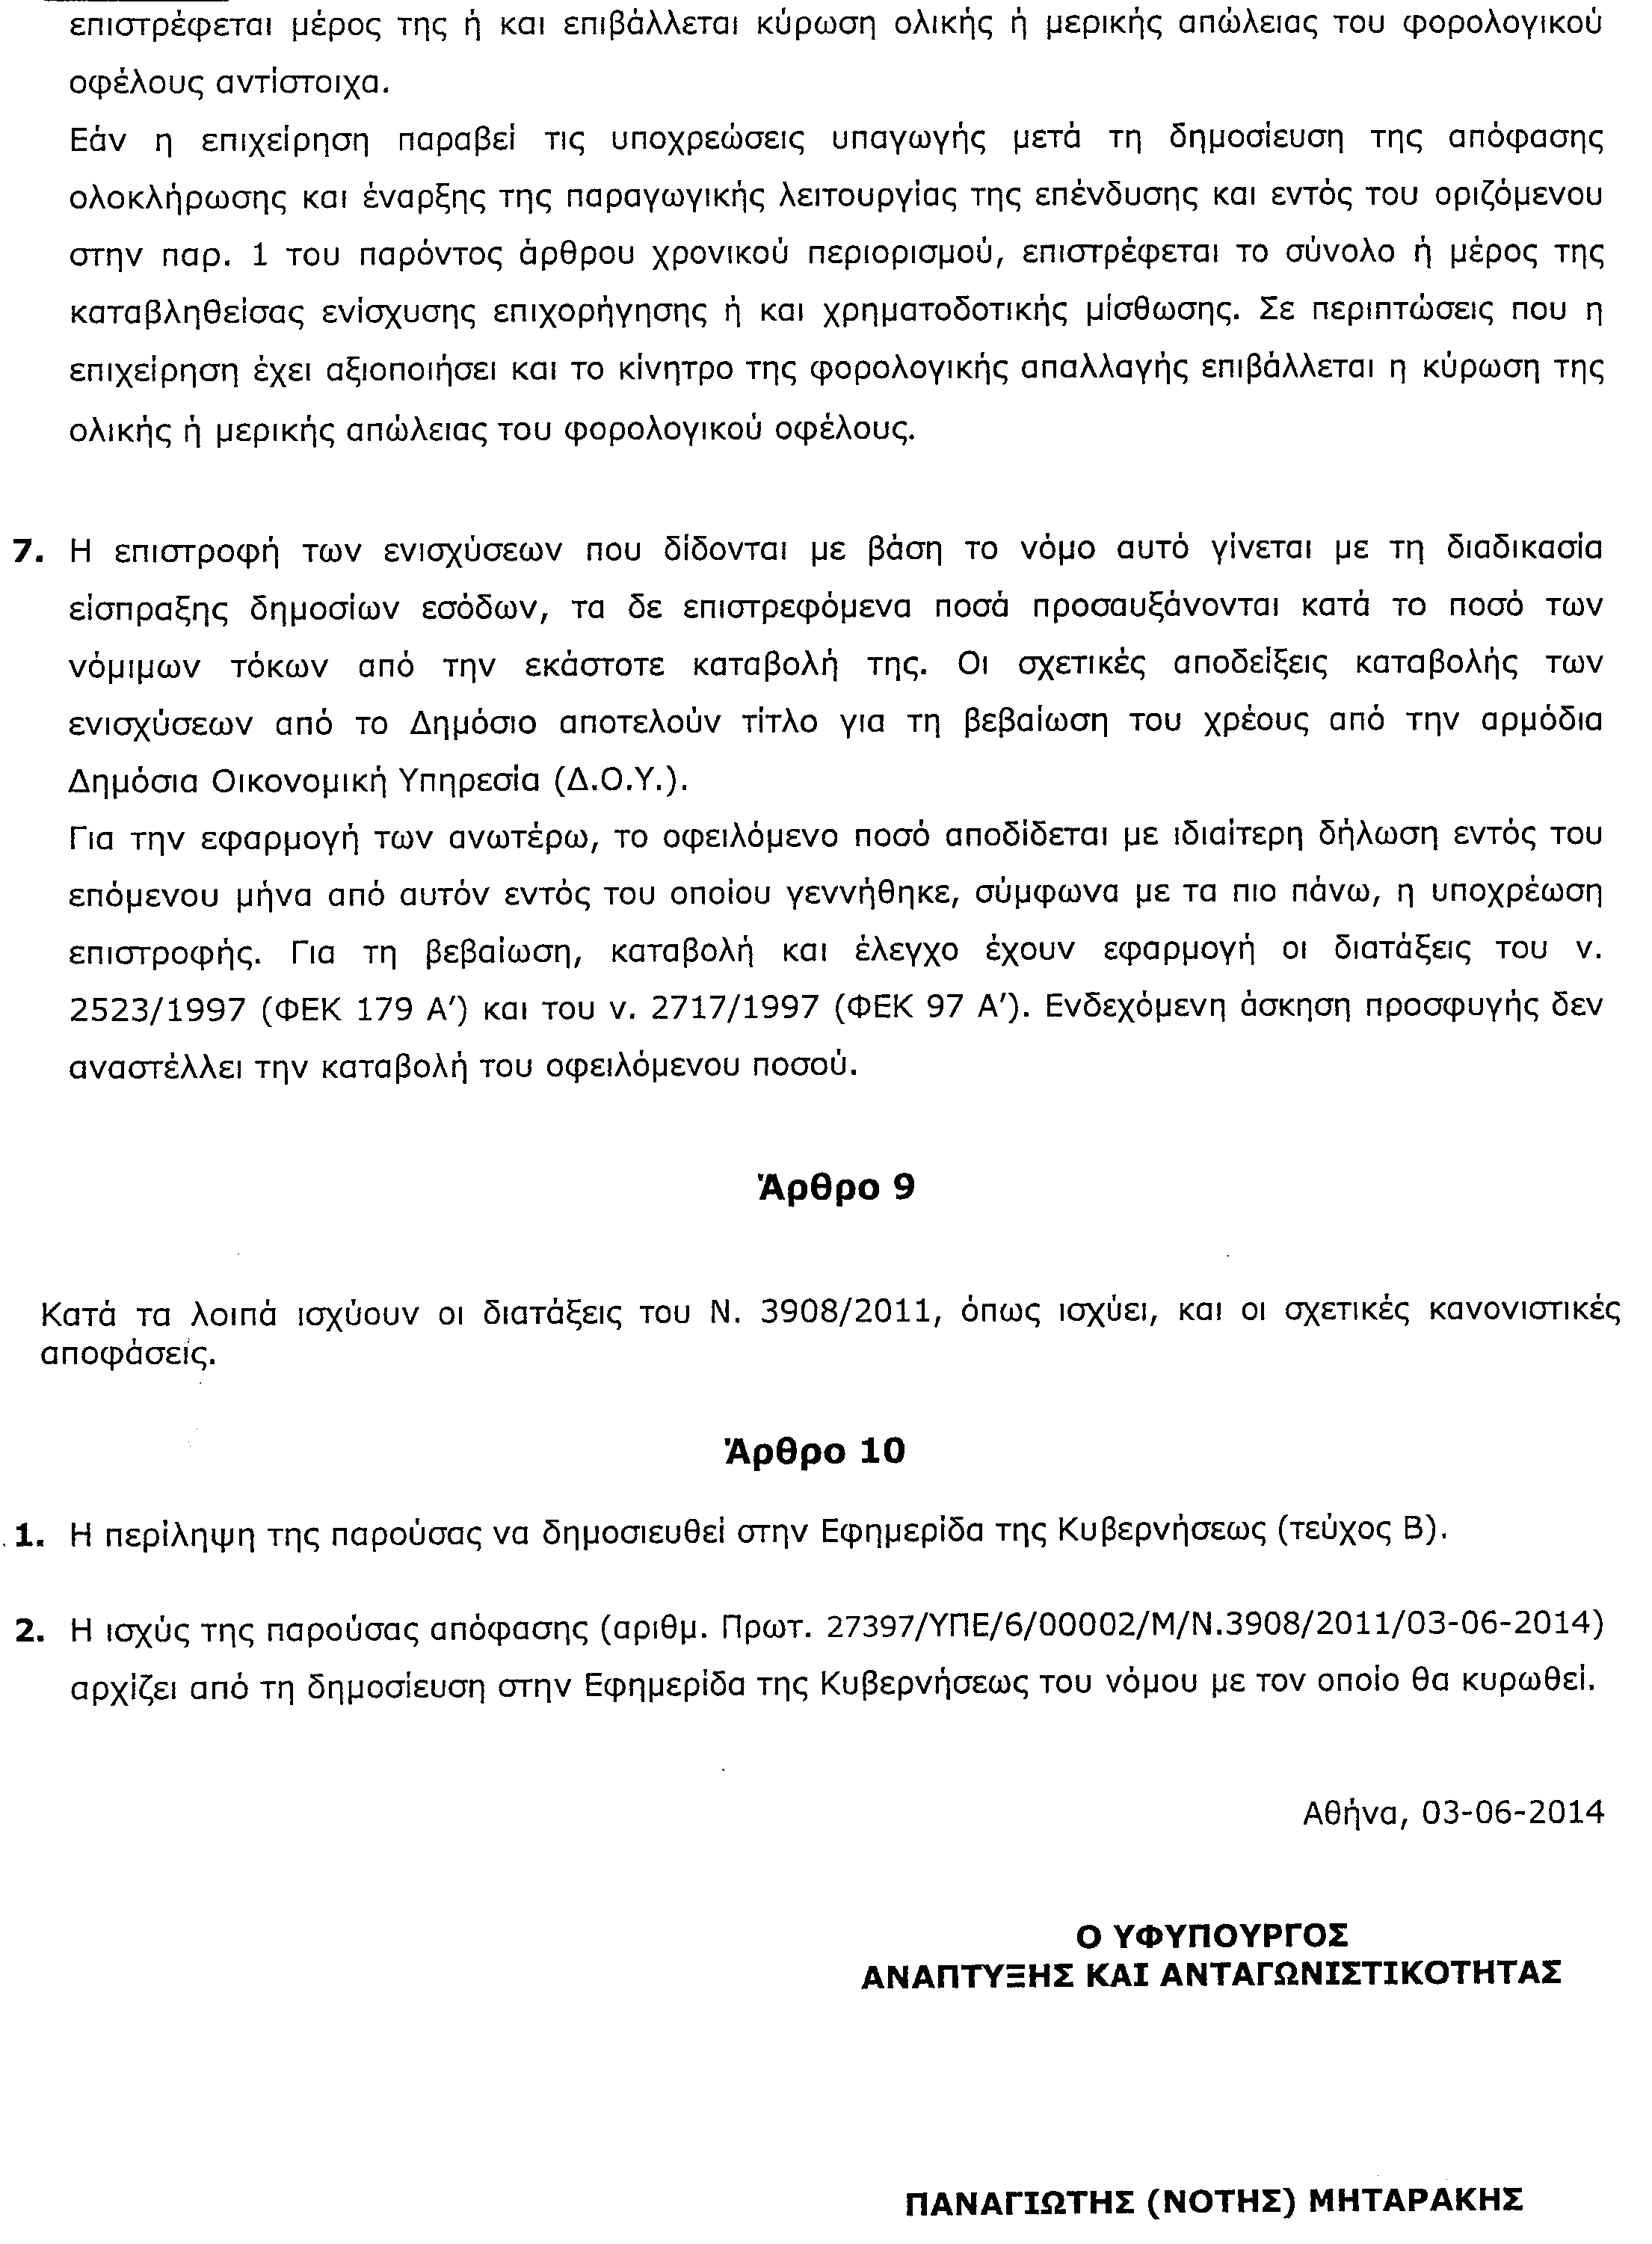 επιστρέφεται μέρος της ή και επιβάλλεται κύρωση ολικής ή μερικής απώλειας του φορολογικού
οφέλους αντίστοιχα.
Εάν η επιχείρηση παραβεί τις υποχρεώσεις υπαγωγής μετά τη δημοσίευση της απόφασης
ολοκλήρωσης και έναρξης της παραγωγικής λειτουργίας της επένδυσης και εντός του οριζόμενου
στην παρ. 1 του παρόντος άρθρου χρονικού περιορισμού, επιστρέφεται το σύνολο ή μέρος της
καταβληθείσας ενίσχυσης επιχορήγησης ή και χρηματοδοτικής μίσθωσης. Σε περιπτώσεις που η
επιχείρηση έχει αξιοποιήσει και το κίνητρο της φορολογικής απαλλαγής επιβάλλεται η κύρωση της
ολικής ή μερικής απώλειας του φορολογικού οφέλους.
7. Η επιστροφή των ενισχύσεων που δίδονται με βάση το νόμο αυτό γίνεται με τη διαδικασία
είσπραξης δημοσίων εσόδων, τα δε επιστρεφόμενα ποσά προσαυξάνονται κατά το ποσό των
νόμιμων τόκων από την εκάστοτε καταβολή της. Οι σχετικές αποδείξεις καταβολής των
ενισχύσεων από το Δημόσιο αποτελούν τίτλο για τη βεβαίωση του χρέους από την αρμόδια
Δημόσια Οικονομική Υπηρεσία (Δ.Ο.Υ.).
Για την εφαρμογή των ανωτέρω, το οφειλόμενο ποσό αποδίδεται με ιδιαίτερη δήλωση εντός του
επόμενου μήνα από αυτόν εντός του οποίου γεννήθηκε, σύμφωνα με τα πιο πάνω, η υποχρέωση
επιστροφής. Για τη βεβαίωση, καταβολή και έλεγχο έχουν εφαρμογή οι διατάξεις του ν.
2523/1997 (ΦΕΚ 179 Α') και του ν. 2717/1997 (ΦΕΚ 97 Α'). Ενδεχόμενη άσκηση προσφυγής δεν
αναστέλλει την καταβολή του οφειλόμενου ποσού.
Άρθρο 9
Κατά τα λοιπά ισχύουν οι διατάξεις του Ν. 3908/2011, όπως ισχύει, και οι σχετικές κανονιστικές
αποφάσεις.
Άρθρο 10
1. Η περίληψη της παρούσας να δημοσιευθεί στην Εφημερίδα της Κυβερνήσεως (τεύχος Β).
2. Η ισχύς της παρούσας απόφασης (αριθμ. Πρωτ. 27397/ΥΠΕ/6/00002/Μ/Ν.3908/2011/03-06-2014)
αρχίζει από τη δημοσίευση στην Εφημερίδα της Κυβερνήσεως του νόμου με τον οποίο θα κυρωθεί.
Αθήνα, 03-06-2014
Ο ΥΦΥΠΟΥΡΓΟΣ
ΑΝΑΠΤΥΞΗΣ ΚΑΙ ΑΝΤΑΓΩΝΙΣΤΙΚΟΤΗΤΑΣ
ΠΑΝΑΓΙΩΤΗΣ (ΝΟΤΗΣ) ΜΗΤΑΡΑΚΗΣ